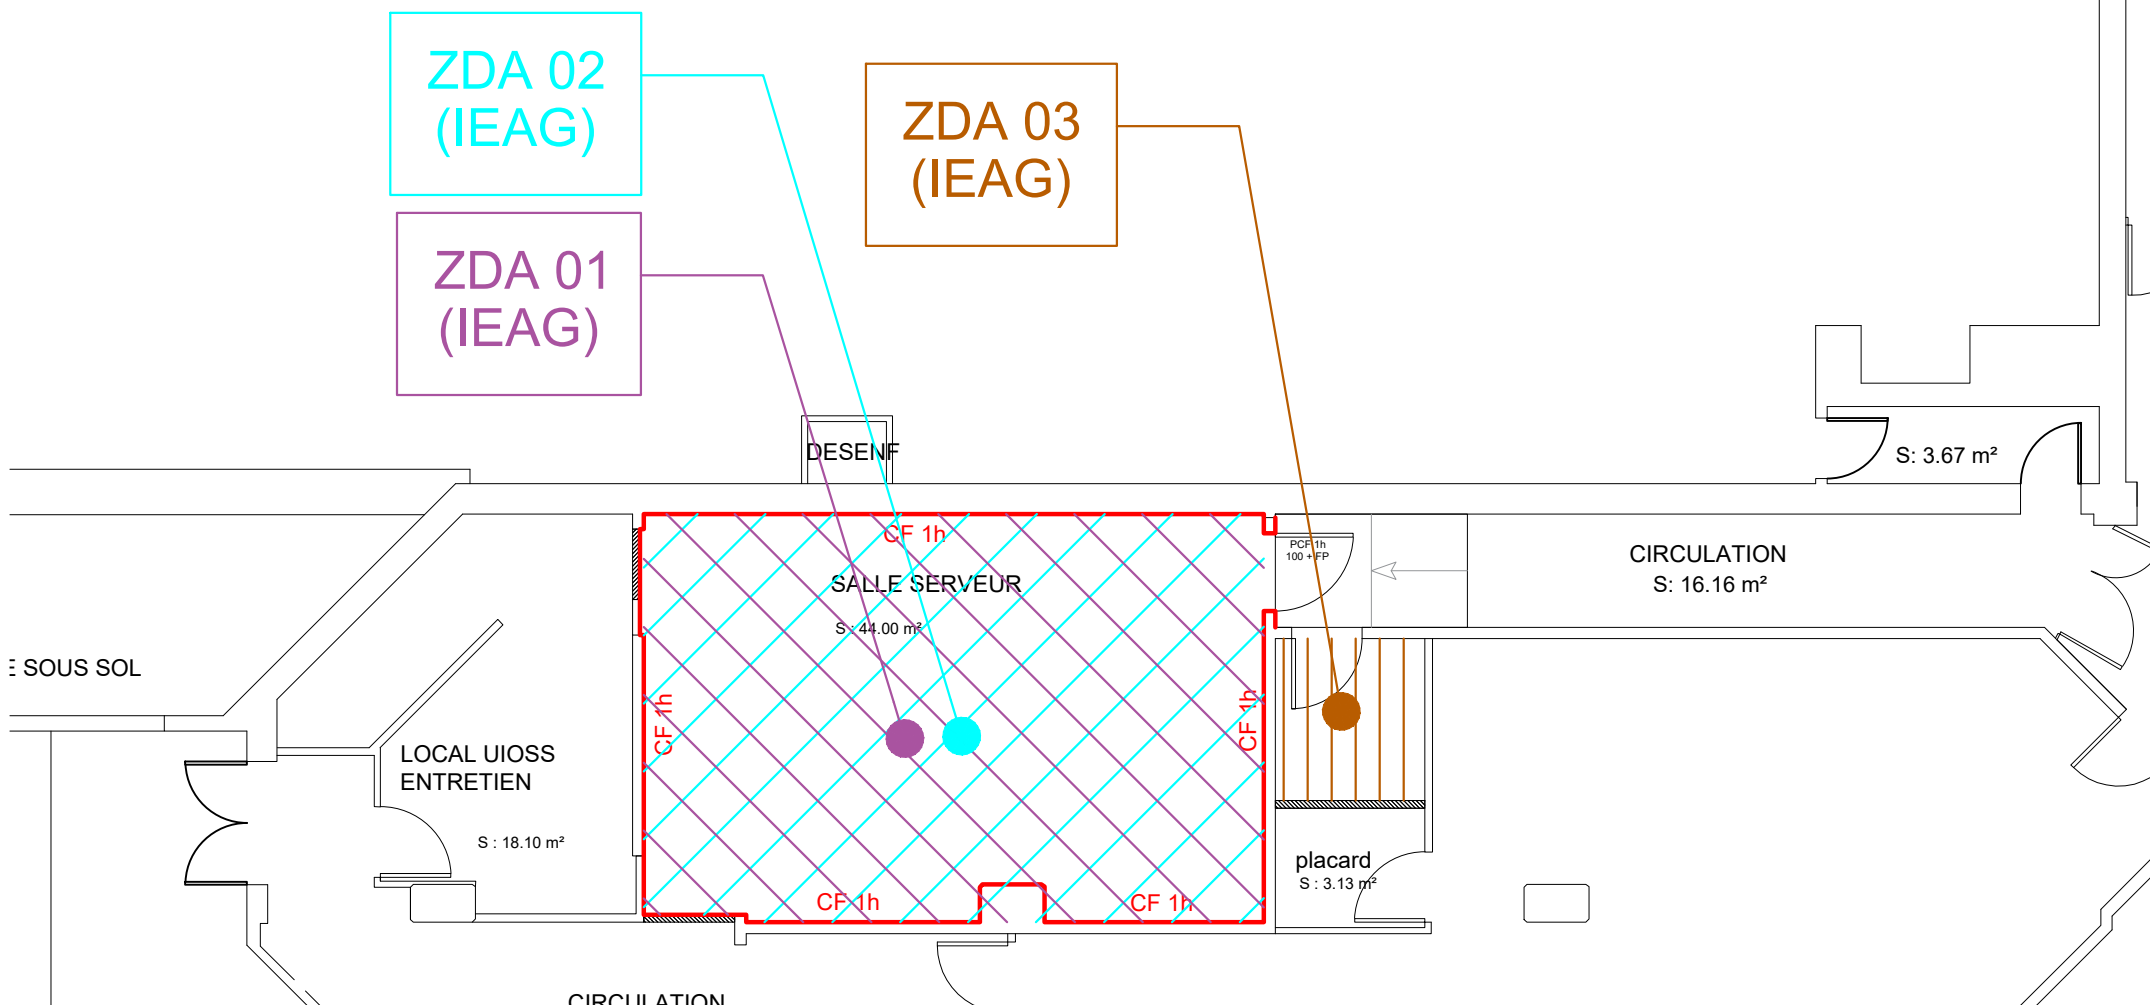 ZDA 02
(IEAG)
ZDA 03
(IEAG)
ZDA 01
(IEAG)
DESENF
S: 3.67 m²
CF 1h
PCF 1h
100 + FP
CIRCULATION
S: 16.16 m²
SALLE SERVEUR
S : 44.00 m²
E SOUS SOL
CF 1h
CF 1h
LOCAL UIOSS
ENTRETIEN
S : 18.10 m²
placard
S : 3.13 m²
CF 1h
CF 1h
CIRCULATION